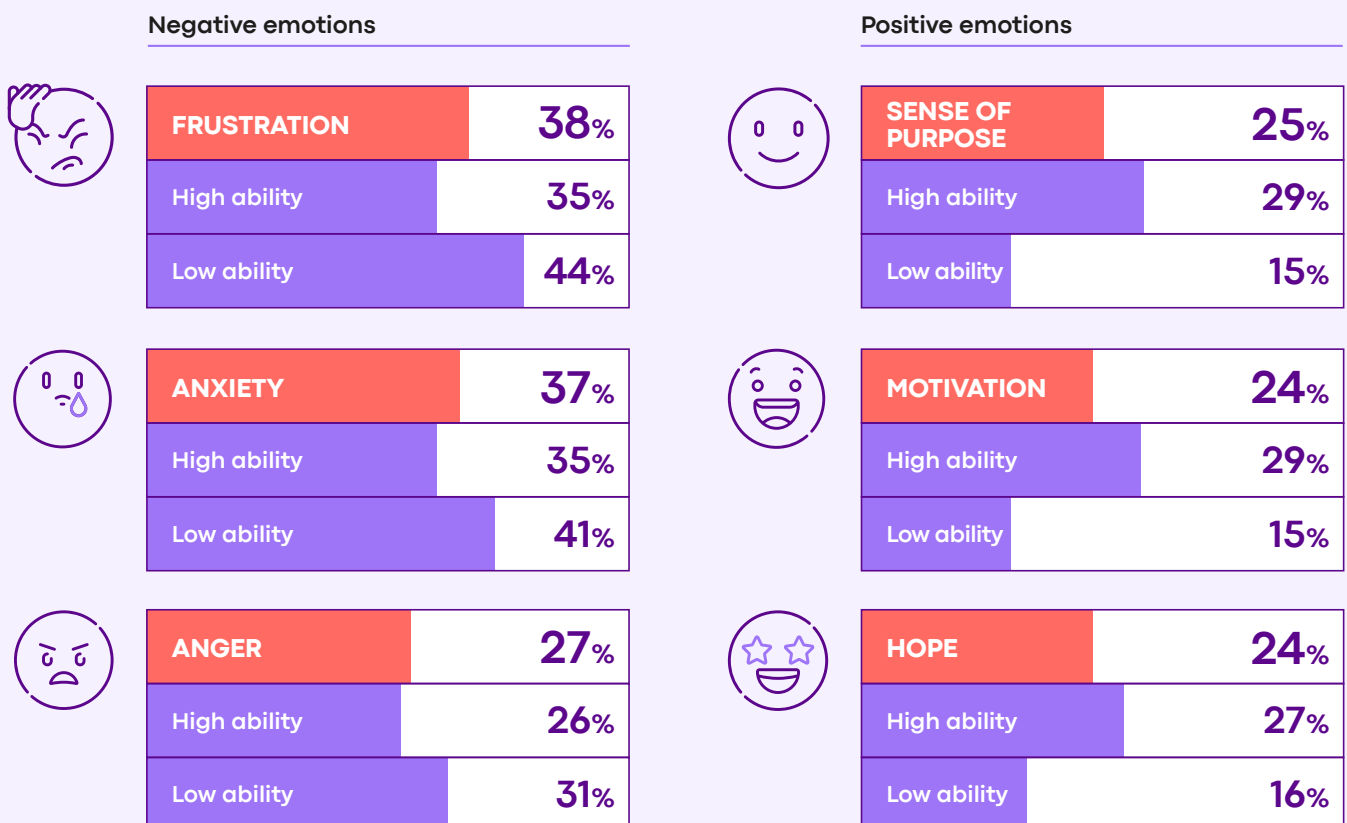 Negative emotions
FRUSTRATION 38%
High ability 35%
Low ability 44%
ANXIETY 37%
High ability 35%
Low ability 41%
ANGER 27%
High ability 26%
Low ability 31%
Positive emotions
SENSE OF
PURPOSE 25%
High ability 29%
Low ability 15%
MOTIVATION 24%
High ability 29%
Low ability 15%
HOPE 24%
High ability 27%
Low ability 16%